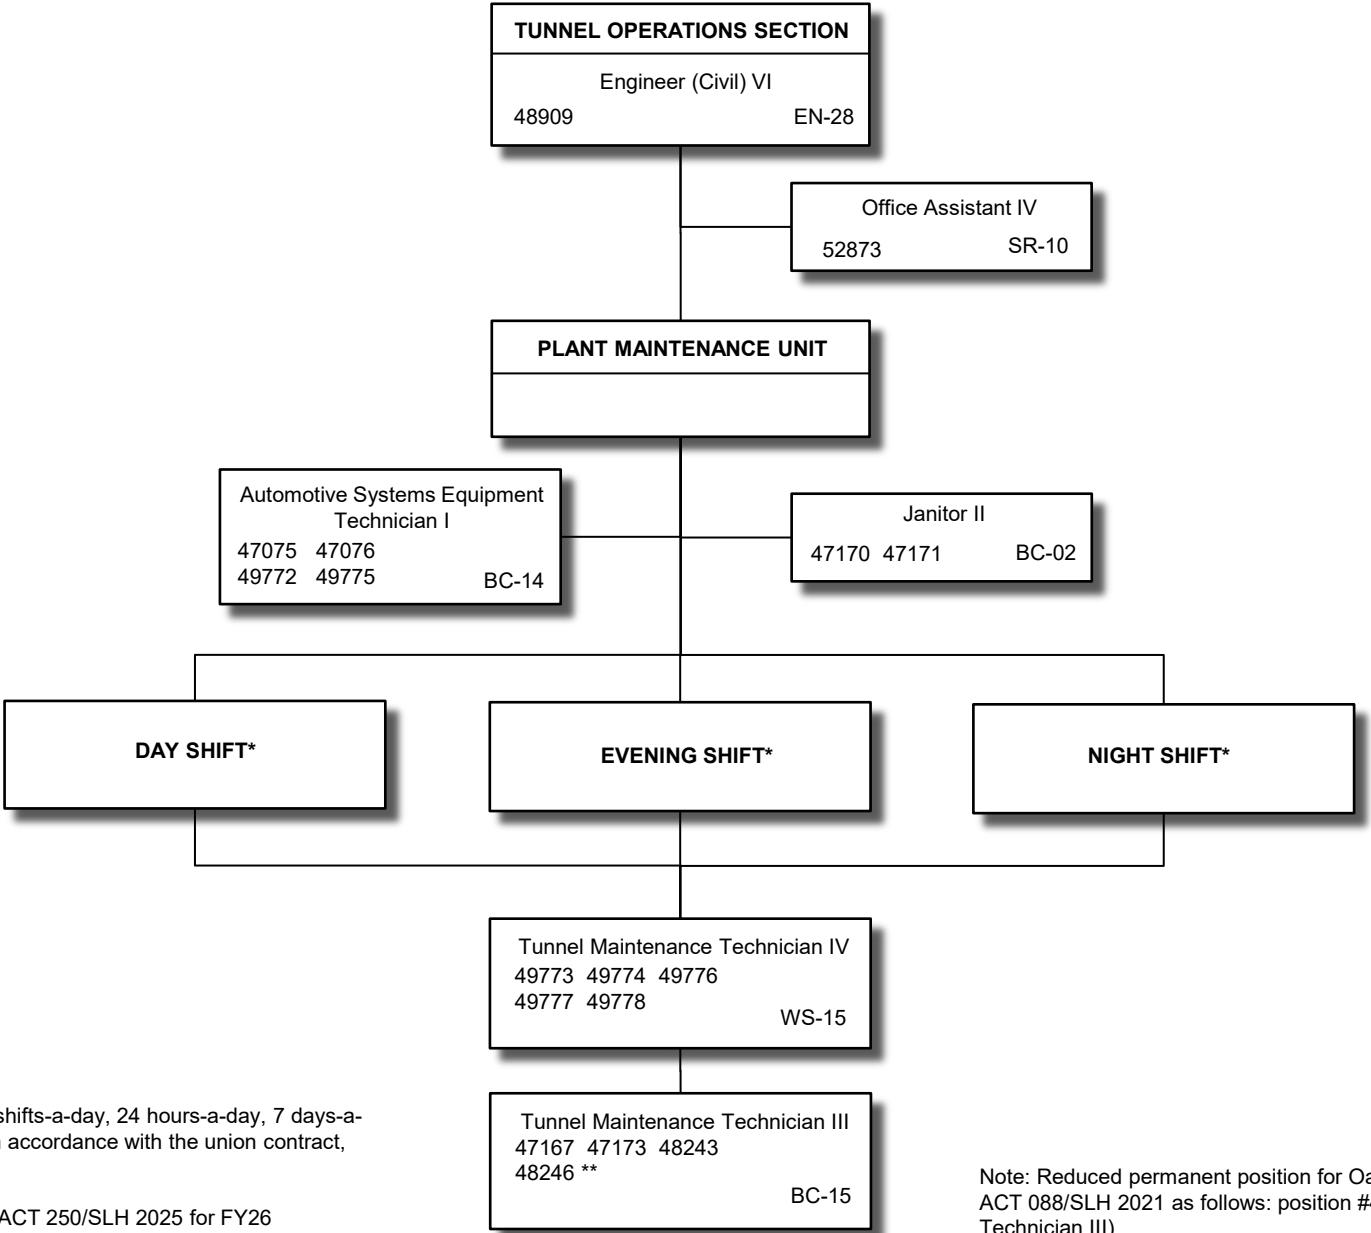 TUNNEL OPERATIONS SECTION
Engineer (Civil) VI
48909 EN-28
Office Assistant IV
52873 SR-10
PLANT MAINTENANCE UNIT
Automotive Systems Equipment
Technician I
47075 47076
49772 49775 BC-14
Janitor II
47170 47171 BC-02
DAY SHIFT*
EVENING SHIFT*
NIGHT SHIFT*
Tunnel Maintenance Technician IV
49773 49774 49776
49777 49778
WS-15
Tunnel Maintenance Technician III
47167 47173 48243
48246 **
BC-15
shifts-a-day, 24 hours-a-day, 7 days-a-
accordance with the union contract,
ACT 250/SLH 2025 for FY26
Note: Reduced permanent position for
ACT 088/SLH 2021 as follows: position
Technician III)